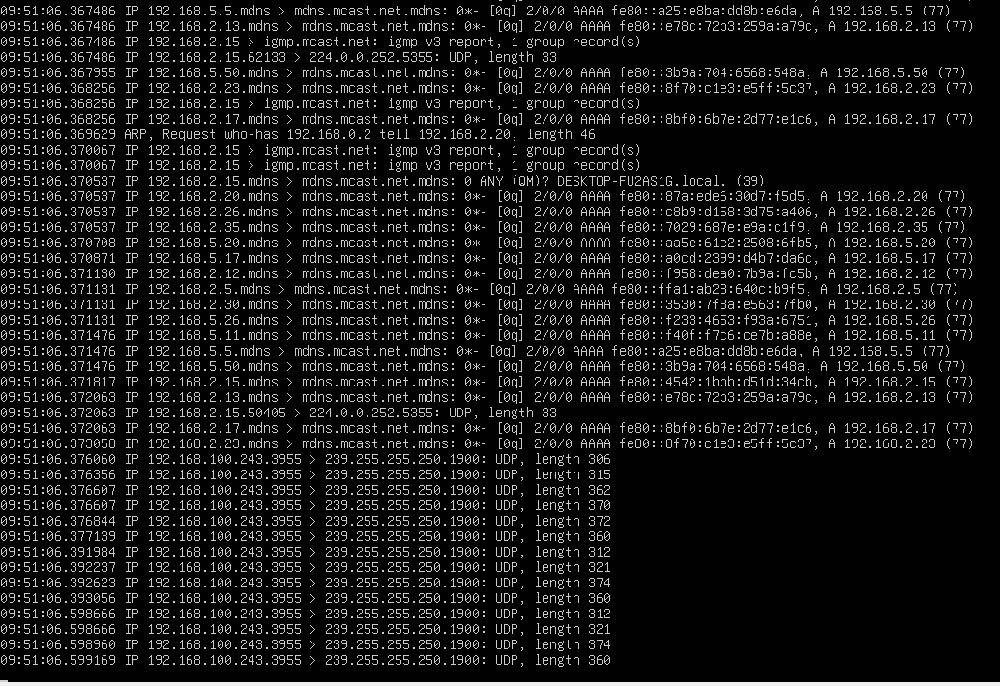 09:51:06.367486 IP 192.168.5.5.mdns > mdns.mcast.net.mdns: 0*- [0q] 2/0/0 AAAA fe80::a25:e8ba:dd8b:e6da, A 192.168.5.5 (77)
09:51:06.367486 IP 192.168.2.13.mdns > mdns.mcast.net.mdns: 0*- [0q] 2/0/0 AAAA fe80::e78c:72b3:259a:a79c, A 192.168.2.13 (77)
09:51:06.367486 IP 192.168.2.15 > igmp.mcast.net: igmp v3 report, 1 group record(s)
09:51:06.367486 IP 192.168.2.15.62133 > 224.0.0.252.5355: UDP, length 33
09:51:06.367955 IP 192.168.5.50.mdns > mdns.mcast.net.mdns: 0*- [0q] 2/0/0 AAAA fe80::3b9a:704:6568:548a, A 192.168.5.50 (77)
09:51:06.368256 IP 192.168.2.23.mdns > mdns.mcast.net.mdns: 0*- [0q] 2/0/0 AAAA fe80::8f70:c1e3:e5ff:5c37, A 192.168.2.23 (77)
09:51:06.368256 IP 192.168.2.15 > igmp.mcast.net: igmp v3 report, 1 group record(s)
09:51:06.368256 IP 192.168.2.17.mdns > mdns.mcast.net.mdns: 0*- [0q] 2/0/0 AAAA fe80::8bf0:6b7e:2d77:e1c6, A 192.168.2.17 (77)
09:51:06.369629 ARP, Request who-has 192.168.0.2 tell 192.168.2.20, length 46
09:51:06.370067 IP 192.168.2.15 > igmp.mcast.net: igmp v3 report, 1 group record(s)
09:51:06.370067 IP 192.168.2.15 > igmp.mcast.net: igmp v3 report, 1 group record(s)
09:51:06.370537 IP 192.168.2.15.mdns > mdns.mcast.net.mdns: 0 ANY (QM)? DESKTOP-FU2AS1G.local. (39)
09:51:06.370537 IP 192.168.2.20.mdns > mdns.mcast.net.mdns: 0*- [0q] 2/0/0 AAAA fe80::87a:ede6:30d7:f5d5, A 192.168.2.20 (77)
09:51:06.370537 IP 192.168.2.26.mdns > mdns.mcast.net.mdns: 0*- [0q] 2/0/0 AAAA fe80::c8b9:d158:3d75:a406, A 192.168.2.26 (77)
09:51:06.370537 IP 192.168.2.35.mdns > mdns.mcast.net.mdns: 0*- [0q] 2/0/0 AAAA fe80::7029:687e:e9a:c1f9, A 192.168.2.35 (77)
09:51:06.370708 IP 192.168.5.20.mdns > mdns.mcast.net.mdns: 0*- [0q] 2/0/0 AAAA fe80::aa5e:61e2:2508:6fb5, A 192.168.5.20 (77)
09:51:06.370871 IP 192.168.5.17.mdns > mdns.mcast.net.mdns: 0*- [0q] 2/0/0 AAAA fe80::a0cd:2399:d4b7:da6c, A 192.168.5.17 (77)
09:51:06.371130 IP 192.168.2.12.mdns > mdns.mcast.net.mdns: 0*- [0q] 2/0/0 AAAA fe80::f958:dea0:7b9a:fc5b, A 192.168.2.12 (77)
09:51:06.371131 IP 192.168.2.5.mdns > mdns.mcast.net.mdns: 0*- [0q] 2/0/0 AAAA fe80::ffa1:ab28:640c:b9f5, A 192.168.2.5 (77)
09:51:06.371131 IP 192.168.2.30.mdns > mdns.mcast.net.mdns: 0*- [0q] 2/0/0 AAAA fe80::3530:7f8a:e563:7fb0, A 192.168.2.30 (77)
09:51:06.371131 IP 192.168.5.26.mdns > mdns.mcast.net.mdns: 0*- [0q] 2/0/0 AAAA fe80::f233:4653:f93a:6751, A 192.168.5.26 (77)
09:51:06.371476 IP 192.168.5.11.mdns > mdns.mcast.net.mdns: 0*- [0q] 2/0/0 AAAA fe80::f40f:f7c6:ce7b:a88e, A 192.168.5.11 (77)
09:51:06.371476 IP 192.168.5.5.mdns > mdns.mcast.net.mdns: 0*- [0q] 2/0/0 AAAA fe80::a25:e8ba:dd8b:e6da, A 192.168.5.5 (77)
09:51:06.371476 IP 192.168.5.50.mdns > mdns.mcast.net.mdns: 0*- [0q] 2/0/0 AAAA fe80::3b9a:704:6568:548a, A 192.168.5.50 (77)
09:51:06.371817 IP 192.168.2.15.mdns > mdns.mcast.net.mdns: 0*- [0q] 2/0/0 AAAA fe80::4542:1bbb:d51d:34cb, A 192.168.2.15 (77)
09:51:06.372063 IP 192.168.2.13.mdns > mdns.mcast.net.mdns: 0*- [0q] 2/0/0 AAAA fe80::e78c:72b3:259a:a79c, A 192.168.2.13 (77)
09:51:06.372063 IP 192.168.2.15.50405 > 224.0.0.252.5355: UDP, length 33
09:51:06.372063 IP 192.168.2.17.mdns > mdns.mcast.net.mdns: 0*- [0q] 2/0/0 AAAA fe80::8bf0:6b7e:2d77:e1c6, A 192.168.2.17 (77)
09:51:06.373058 IP 192.168.2.23.mdns > mdns.mcast.net.mdns: 0*- [0q] 2/0/0 AAAA fe80::8f70:c1e3:e5ff:5c37, A 192.168.2.23 (77)
09:51:06.376060 IP 192.168.100.243.3955 > 239.255.255.250.1900: UDP, length 306
09:51:06.376356 IP 192.168.100.243.3955 > 239.255.255.250.1900: UDP, length 315
09:51:06.376607 IP 192.168.100.243.3955 > 239.255.255.250.1900: UDP, length 362
09:51:06.376607 IP 192.168.100.243.3955 > 239.255.255.250.1900: UDP, length 370
09:51:06.376844 IP 192.168.100.243.3955 > 239.255.255.250.1900: UDP, length 372
09:51:06.377139 IP 192.168.100.243.3955 > 239.255.255.250.1900: UDP, length 360
09:51:06.391984 IP 192.168.100.243.3955 > 239.255.255.250.1900: UDP, length 312
09:51:06.392237 IP 192.168.100.243.3955 > 239.255.255.250.1900: UDP, length 321
09:51:06.392623 IP 192.168.100.243.3955 > 239.255.255.250.1900: UDP, length 374
09:51:06.393056 IP 192.168.100.243.3955 > 239.255.255.250.1900: UDP, length 360
09:51:06.598666 IP 192.168.100.243.3955 > 239.255.255.250.1900: UDP, length 312
09:51:06.598666 IP 192.168.100.243.3955 > 239.255.255.250.1900: UDP, length 321
09:51:06.598960 IP 192.168.100.243.3955 > 239.255.255.250.1900: UDP, length 374
09:51:06.599169 IP 192.168.100.243.3955 > 239.255.255.250.1900: UDP, length 360